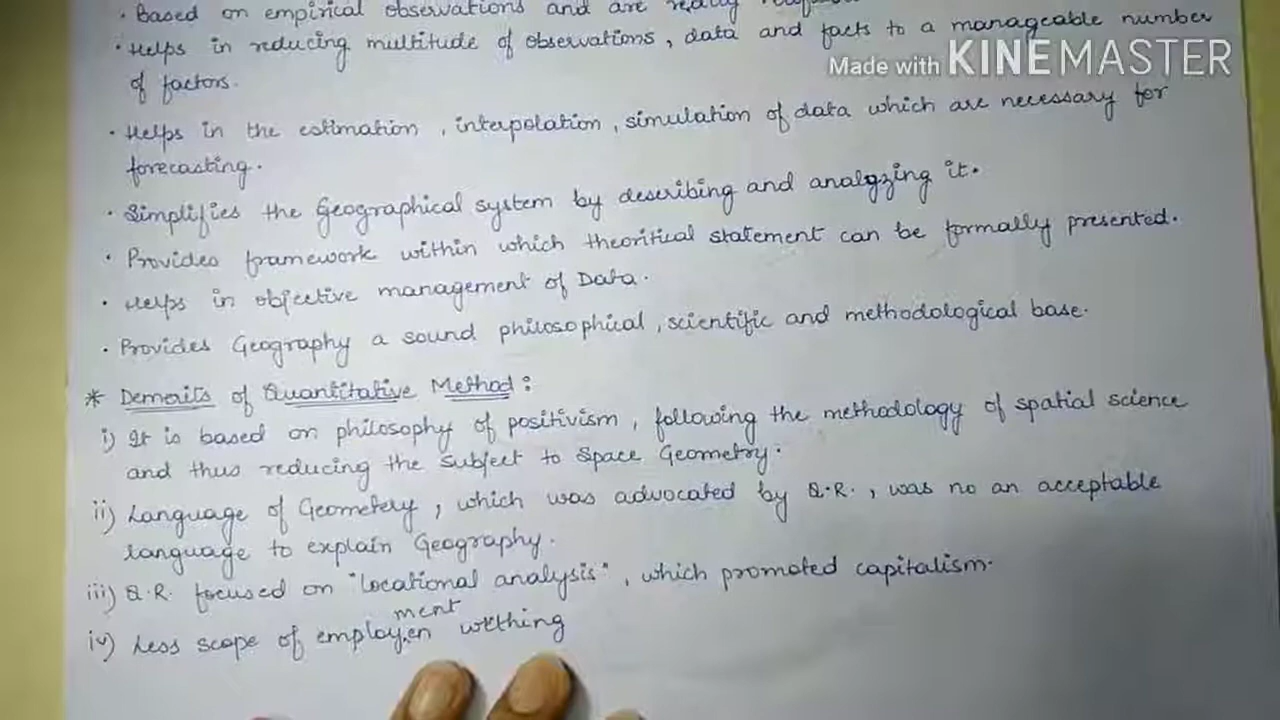 · Based on empirical observations and are really
· Helps in reducing multitude of observations, data and facts to a manageable number
of factors.
Made with KINEMASTER
· Helps in the estimation, interpolation, simulation of data which are necessary for
forecasting.
· Simplifies the Geographical system by describing and analyzing it.
· Provides framework within which theoritical statement can be formally presented.
· Helps in objective management of Data.
· Provides Geography a sound philosophical, scientific and methodological base.
* Demerits of Quantitative Method:
i) It is based on philosophy of positivism, following the methodology of spatial science
and thus reducing the subject to Space Geometry.
ii) Language of Geometery, which was advocated by Q.R., was no an acceptable
language to explain Geography.
iii) Q.R. focused on "locational analysis", which promoted capitalism.
ment
iv) Less scope of employ,en withing